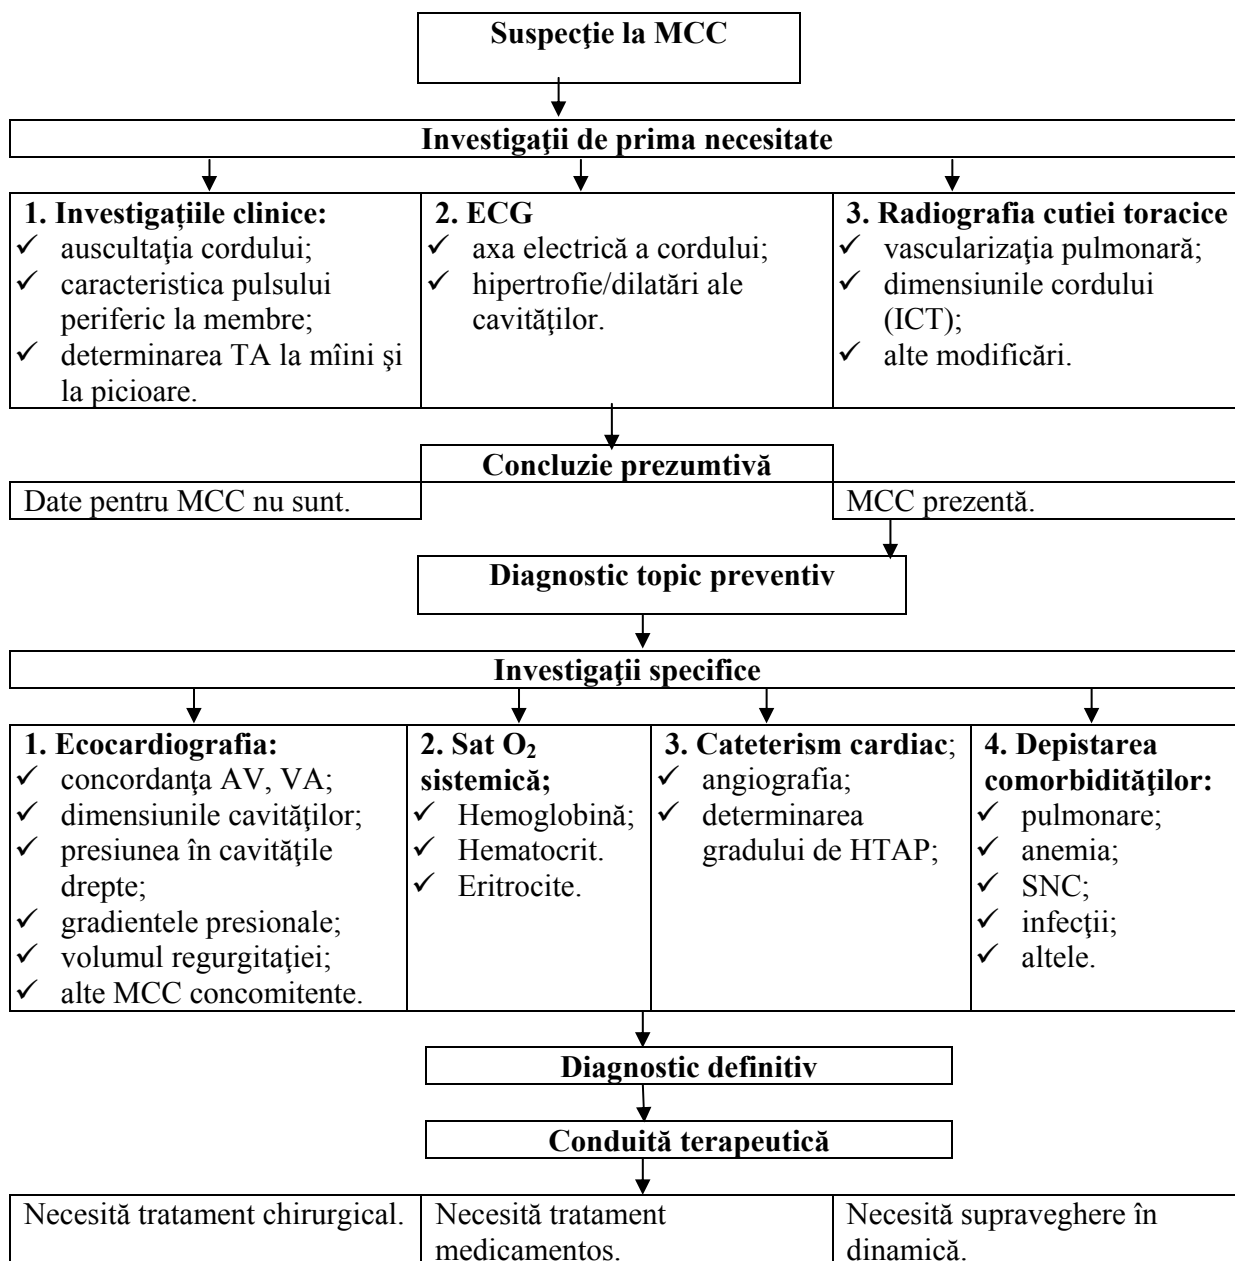 Suspecţie la MCC
Investigaţii de prima necesitate
1. Investigațiile clinice:
✓ auscultaţia cordului;
✓ caracteristica pulsului
periferic la membre;
✓ determinarea TA la mîini şi
la picioare.
2. ECG
✓ axa electrică a cordului;
✓ hipertrofie/dilatări ale
cavităţilor.
3. Radiografia cutiei toracice
✓ vascularizaţia pulmonară;
✓ dimensiunile cordului
(ICT);
✓ alte modificări.
Concluzie prezumtivă
Date pentru MCC nu sunt.
MCC prezentă.
Diagnostic topic preventiv
Investigaţii specifice
1. Ecocardiografia:
✓ concordanţa AV, VA;
✓ dimensiunile cavităţilor;
✓ presiunea în cavităţile
drepte;
✓ gradientele presionale;
✓ volumul regurgitaţiei;
✓ alte MCC concomitente.
2. Sat O₂
sistemică;
✓ Hemoglobină;
✓ Hematocrit.
✓ Eritrocite.
3. Cateterism cardiac;
✓ angiografia;
✓ determinarea
gradului de HTAP;
4. Depistarea
comorbidităţilor:
✓ pulmonare;
✓ anemia;
✓ SNC;
✓ infecţii;
✓ altele.
Diagnostic definitiv
Conduită terapeutică
Necesită tratament chirurgical.
Necesită tratament
medicamentos.
Necesită supraveghere în
dinamică.